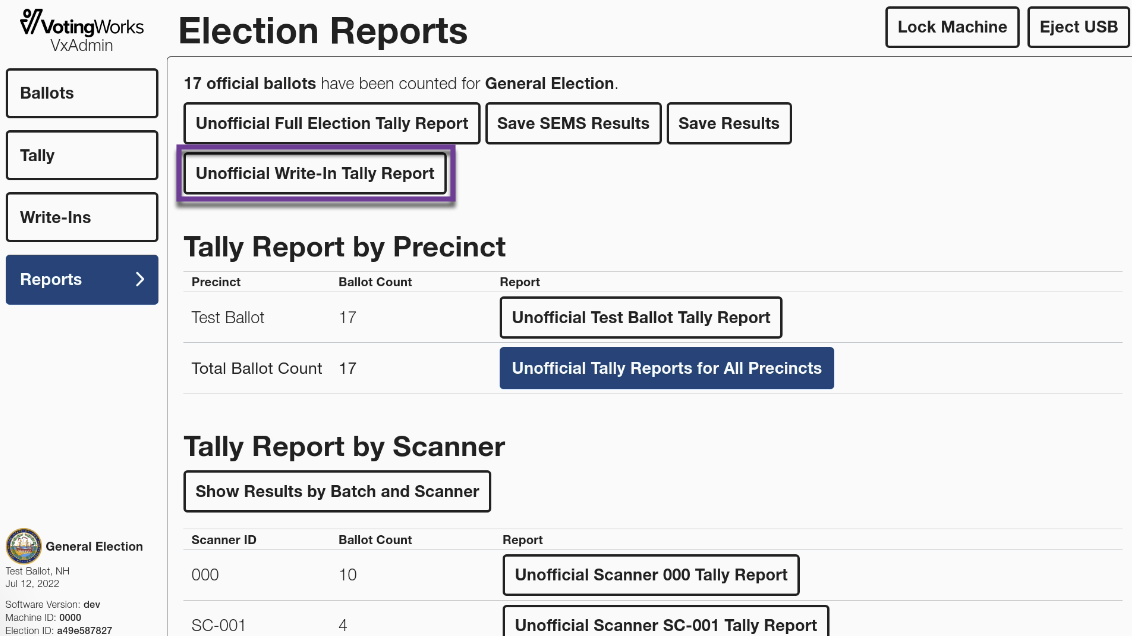 VotingWorks
VxAdmin
Election Reports
Lock Machine
Eject USB
Ballots
Tally
Write-Ins
Reports
17 official ballots have been counted for General Election.
Unofficial Full Election Tally Report
Save SEMS Results
Save Results
Unofficial Write-In Tally Report
Tally Report by Precinct
Precinct Ballot Count Report
Test Ballot 17 Unofficial Test Ballot Tally Report
Total Ballot Count 17 Unofficial Tally Reports for All Precincts
Tally Report by Scanner
Show Results by Batch and Scanner
Scanner ID Ballot Count Report
000 10 Unofficial Scanner 000 Tally Report
SC-001 4 Unofficial Scanner SC-001 Tally Report
General Election
Test Ballot, NH
Jul 12, 2022
Software Version: dev
Machine ID: 0000
Election ID: a49e587827